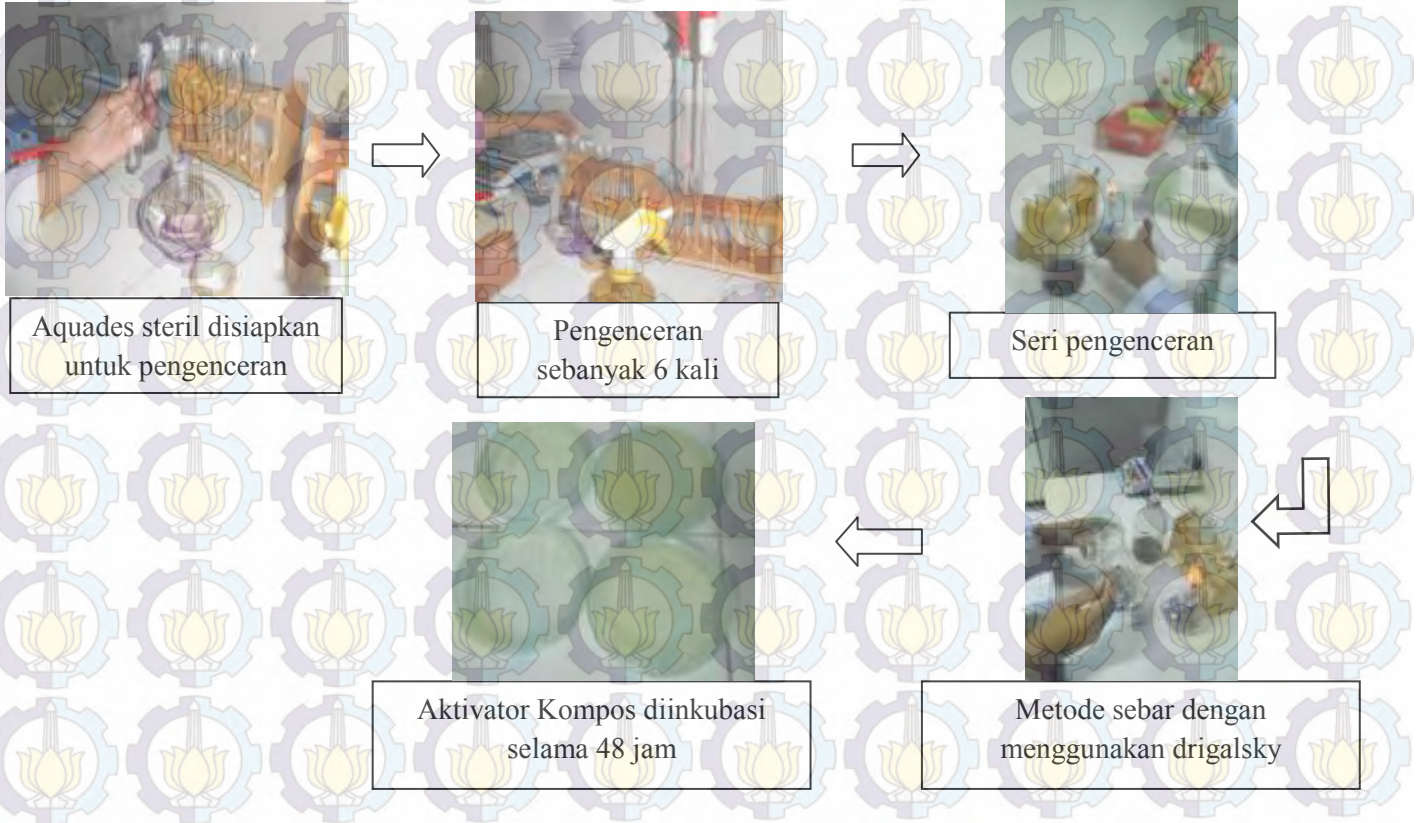 Aquades steril disiapkan
untuk pengenceran
Pengenceran
sebanyak 6 kali
Seri pengenceran
Metode sebar dengan
menggunakan drigalsky
Aktivator Kompos diinkubasi
selama 48 jam